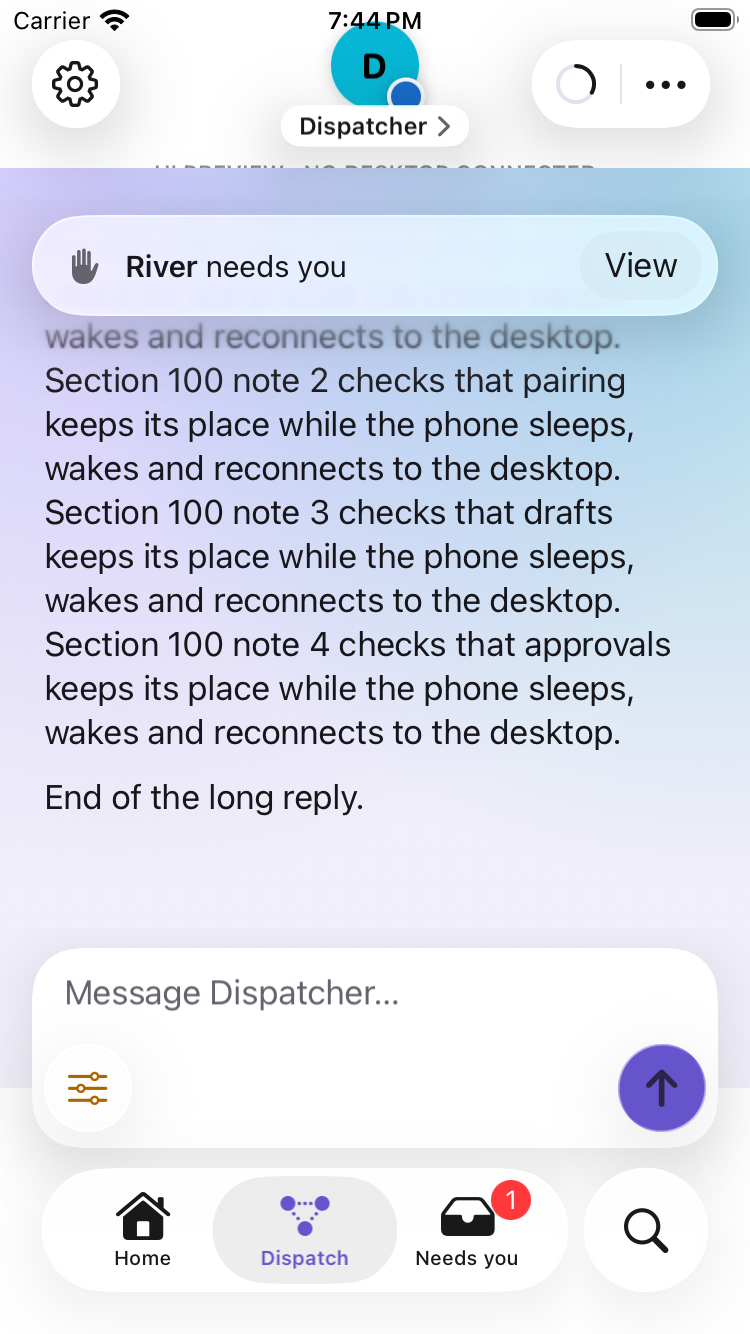 Carrier
7:44 PM
D
Dispatcher
River needs you
View
wakes and reconnects to the desktop.
Section 100 note 2 checks that pairing
keeps its place while the phone sleeps,
wakes and reconnects to the desktop.
Section 100 note 3 checks that drafts
keeps its place while the phone sleeps,
wakes and reconnects to the desktop.
Section 100 note 4 checks that approvals
keeps its place while the phone sleeps,
wakes and reconnects to the desktop.
End of the long reply.
Message Dispatcher...
1
Home
Dispatch
Needs you